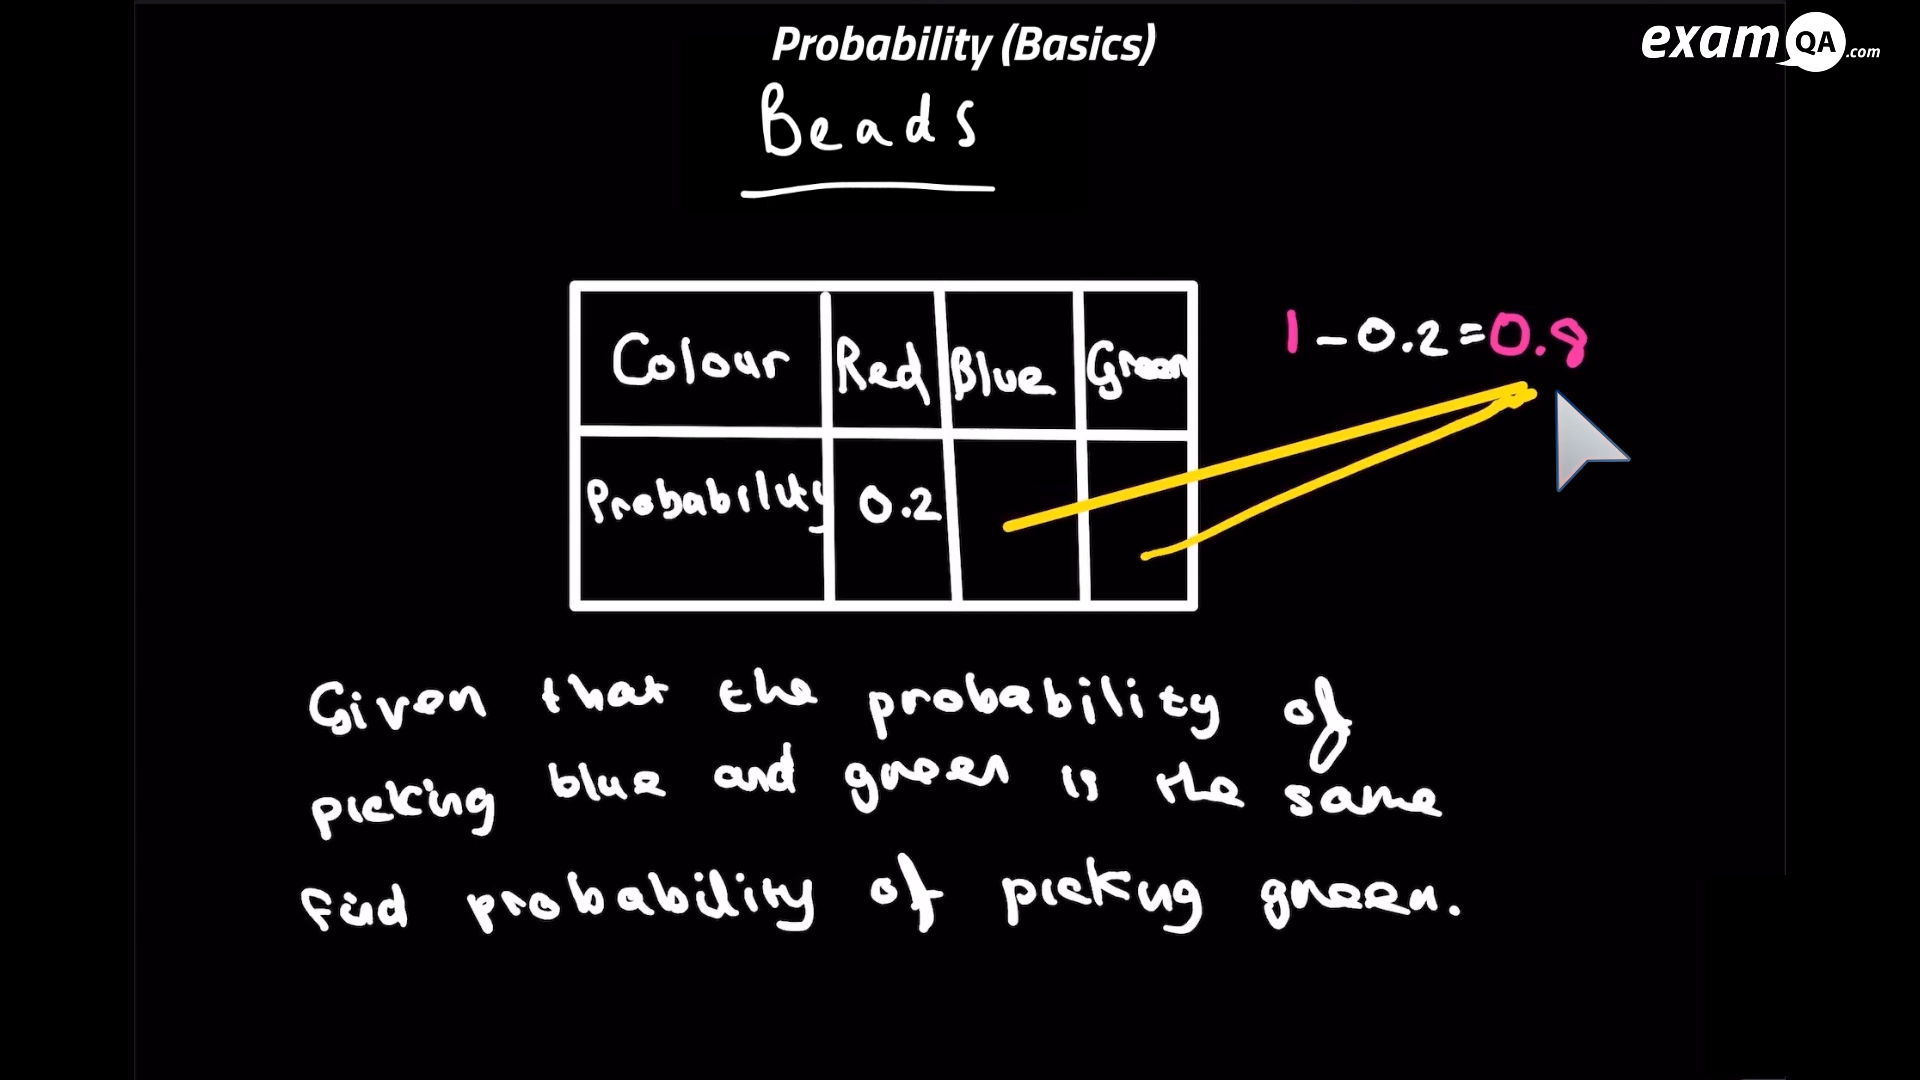 Probability (Basics)
examQA.com
Beads
Colour Red Blue Green
1 - 0.2 = 0.8
Probability 0.2
Given that the probability of
picking blue and green is the same
find probability of picking green.